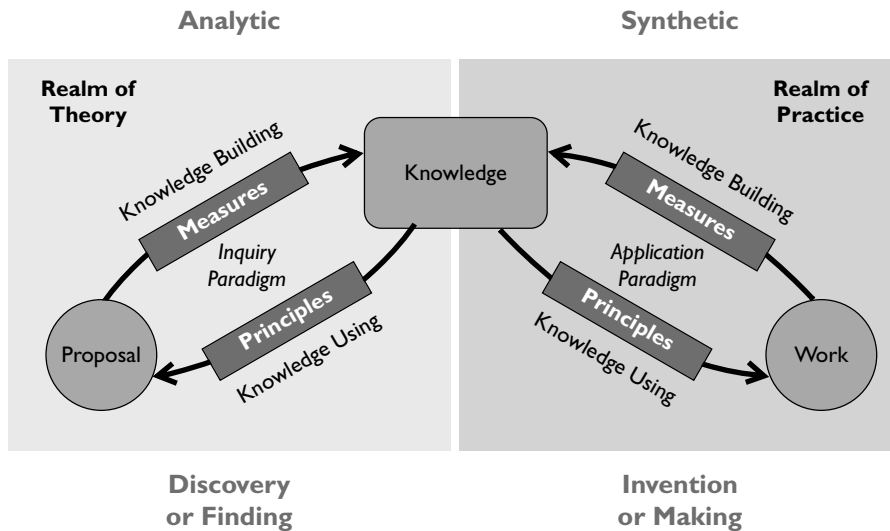 Analytic
Synthetic
Realm of
Theory
Realm of
Practice
Knowledge Building
Measures
Inquiry
Paradigm
Principles
Knowledge Using
Proposal
Knowledge
Knowledge Building
Measures
Application
Paradigm
Principles
Knowledge Using
Work
Discovery
or Finding
Invention
or Making